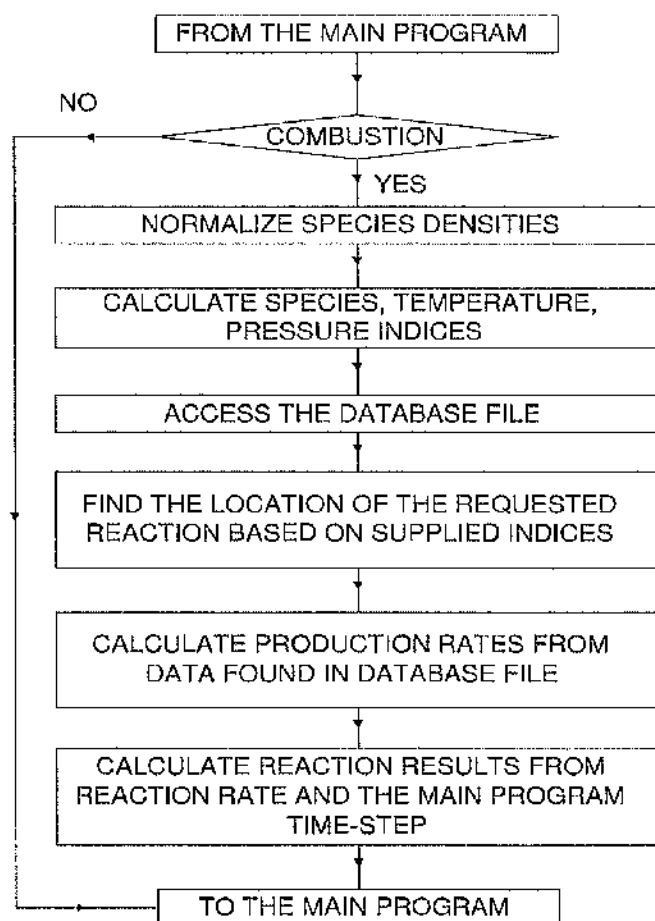 FROM THE MAIN PROGRAM
NO
COMBUSTION
YES
NORMALIZE SPECIES DENSITIES
CALCULATE SPECIES, TEMPERATURE,
PRESSURE INDICES
ACCESS THE DATABASE FILE
FIND THE LOCATION OF THE REQUESTED
REACTION BASED ON SUPPLIED INDICES
CALCULATE PRODUCTION RATES FROM
DATA FOUND IN DATABASE FILE
CALCULATE REACTION RESULTS FROM
REACTION RATE AND THE MAIN PROGRAM
TIME-STEP
TO THE MAIN PROGRAM